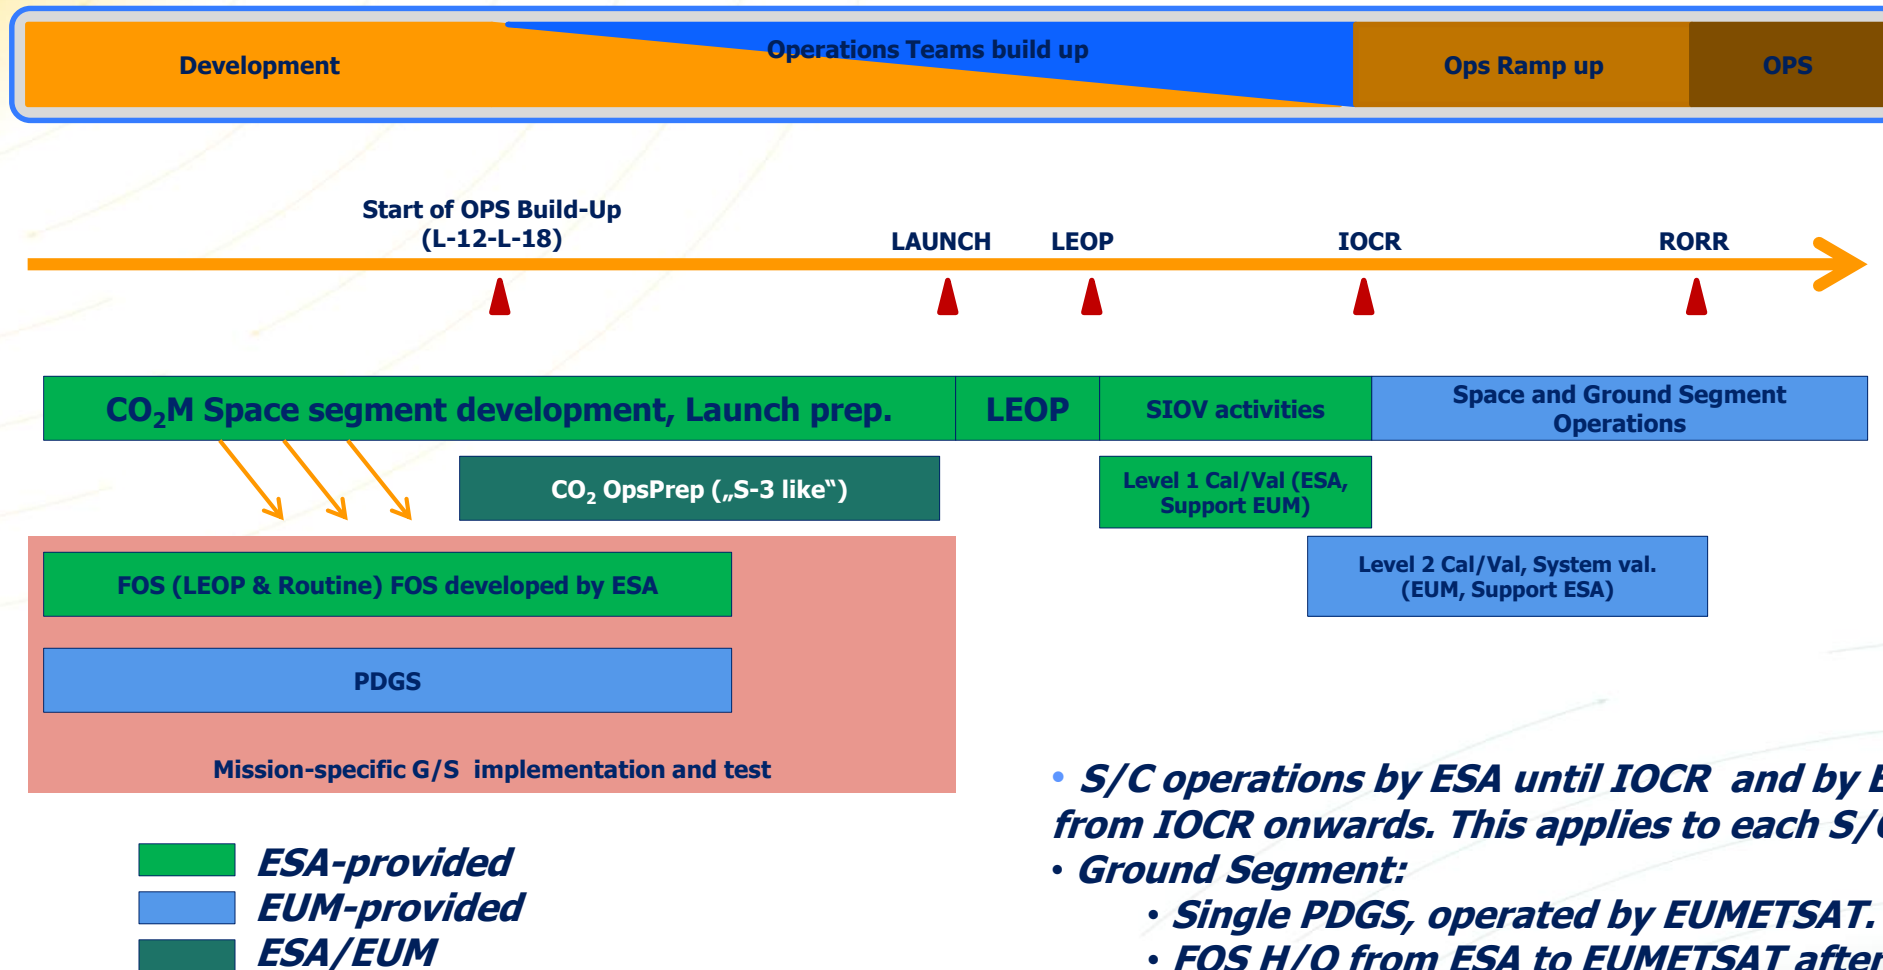 Development
Operations Teams build up
Ops Ramp up
OPS
Start of OPS Build-Up
(L-12-L-18)
LAUNCH
LEOP
IOCR
RORR
CO₂M Space segment development, Launch prep.
LEOP
SIOV activities
Space and Ground Segment
Operations
CO₂ OpsPrep („S-3 like‟)
Level 1 Cal/Val (ESA,
Support EUM)
FOS (LEOP & Routine) FOS developed by ESA
Level 2 Cal/Val, System val.
(EUM, Support ESA)
PDGS
Mission-specific G/S implementation and test
ESA-provided
EUM-provided
ESA/EUM
• S/C operations by ESA until IOCR and by
from IOCR onwards. This applies to each
• Ground Segment:
• Single PDGS, operated by EUMETSAT.
• FOS H/O from ESA to EUMETSAT after